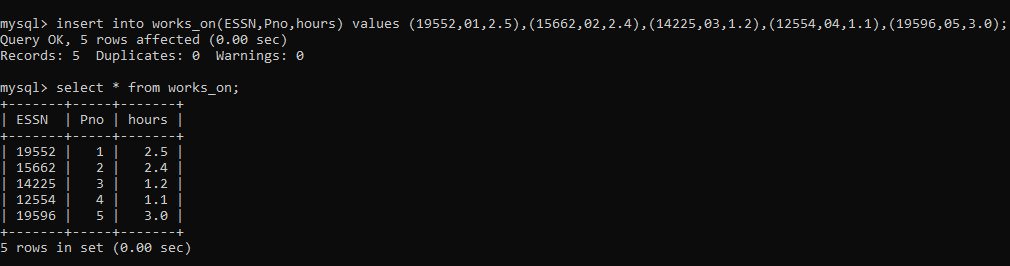 mysql> insert into works_on(ESSN,Pno,hours) values (19552,01,2.5),(15662,02,2.4),(14225,03,1.2),(12554,04,1.1),(19596,05,3.0);
Query OK, 5 rows affected (0.00 sec)
Records: 5  Duplicates: 0  Warnings: 0

mysql> select * from works_on;
+-------+-----+-------+
| ESSN  | Pno | hours |
+-------+-----+-------+
| 19552 |   1 |   2.5 |
| 15662 |   2 |   2.4 |
| 14225 |   3 |   1.2 |
| 12554 |   4 |   1.1 |
| 19596 |   5 |   3.0 |
+-------+-----+-------+
5 rows in set (0.00 sec)